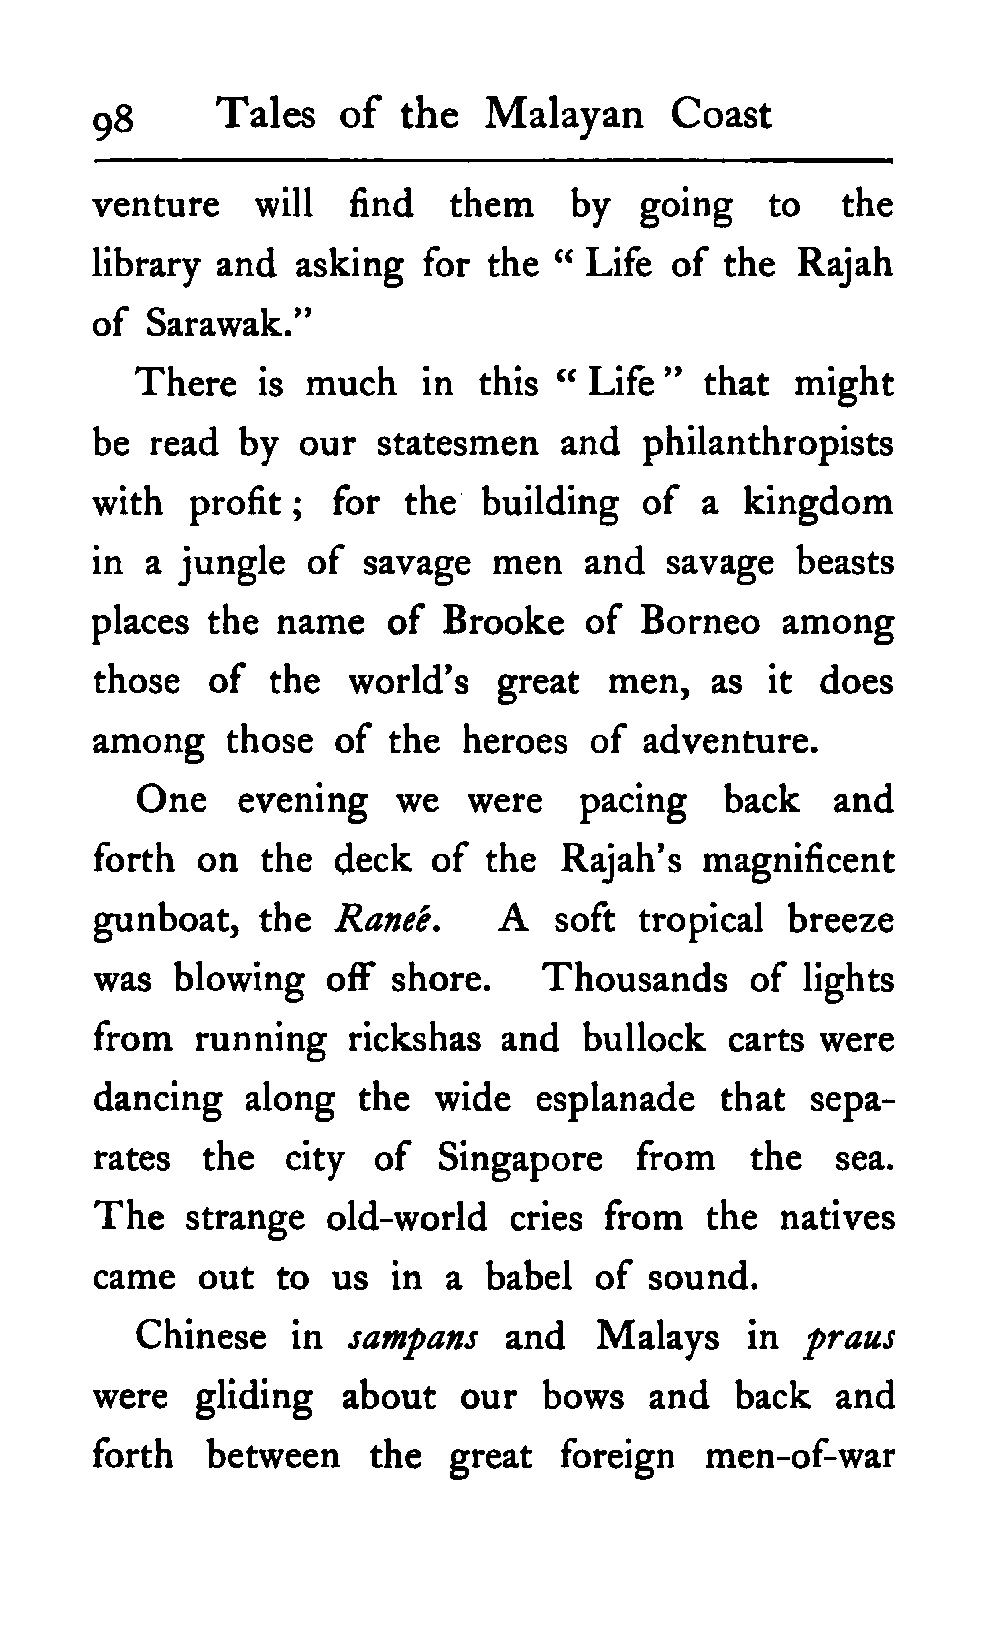 98 Tales of the Malayan Coast
venture will find them by going to the
library and asking for the “ Life of the Rajah
of Sarawak.”
There is much in this “ Life ” that might
be read by our statesmen and philanthropists
with profit ; for the building of a kingdom
in a jungle of savage men and savage beasts
places the name of Brooke of Borneo among
those of the world’s great men, as it does
among those of the heroes of adventure.
One evening we were pacing back and
forth on the deck of the Rajah’s magnificent
gunboat, the Raneé. A soft tropical breeze
was blowing off shore. Thousands of lights
from running rickshas and bullock carts were
dancing along the wide esplanade that sepa-
rates the city of Singapore from the sea.
The strange old-world cries from the natives
came out to us in a babel of sound.
Chinese in sampans and Malays in praus
were gliding about our bows and back and
forth between the great foreign men-of-war